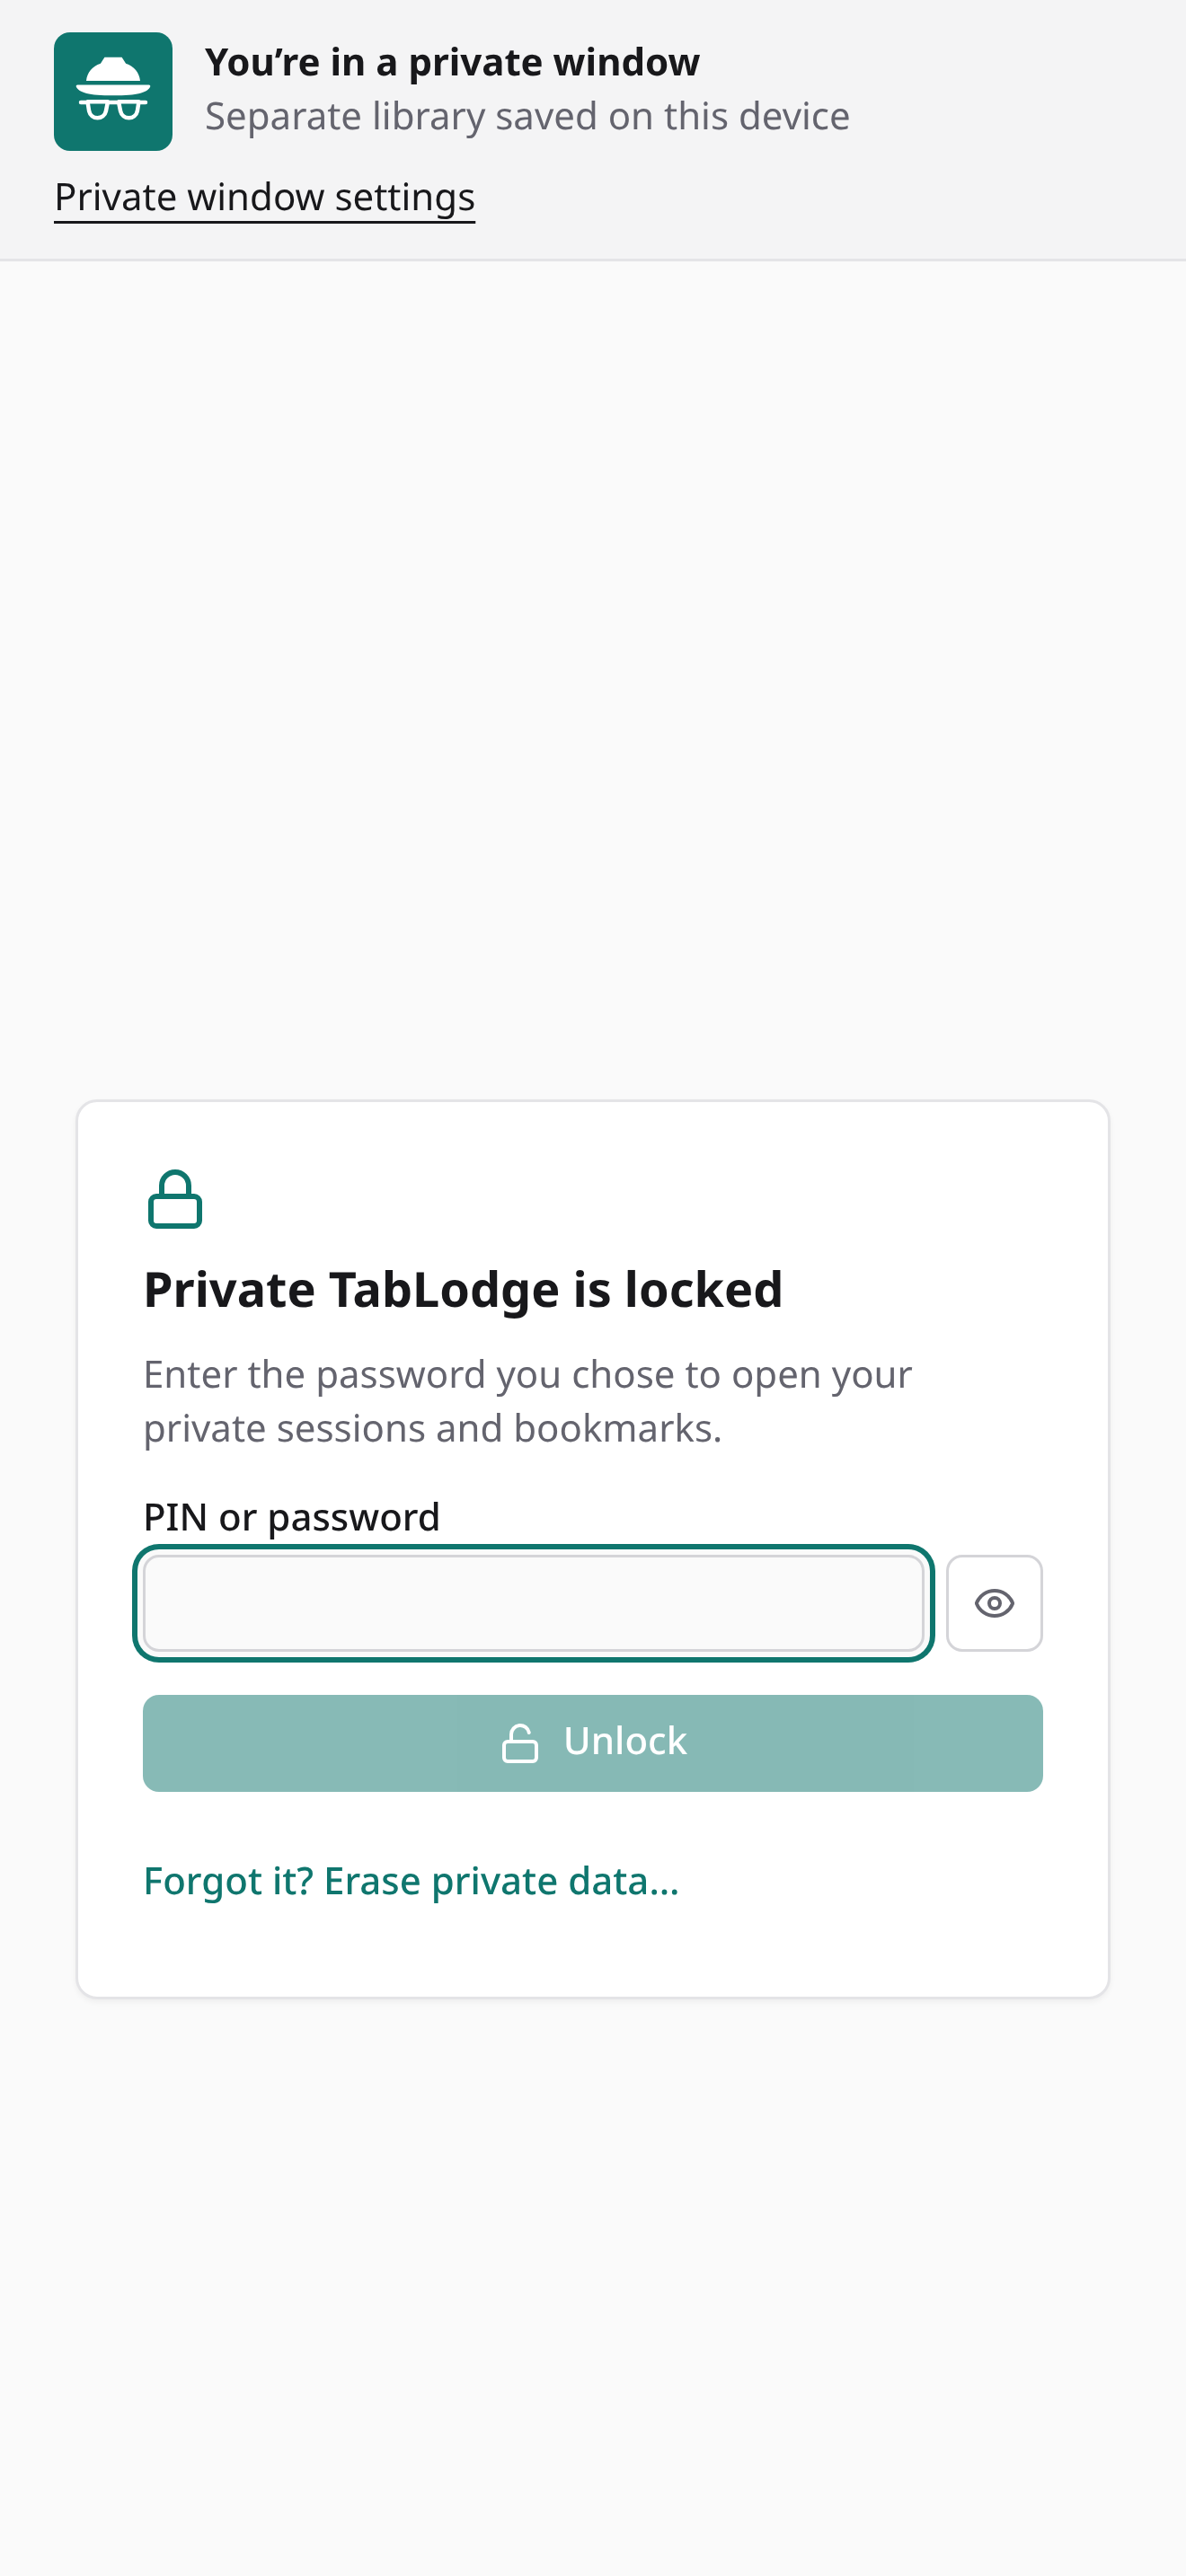 You’re in a private window
Separate library saved on this device
Private window settings
Private TabLodge is locked
Enter the password you chose to open your
private sessions and bookmarks.
PIN or password
Unlock
Forgot it? Erase private data…